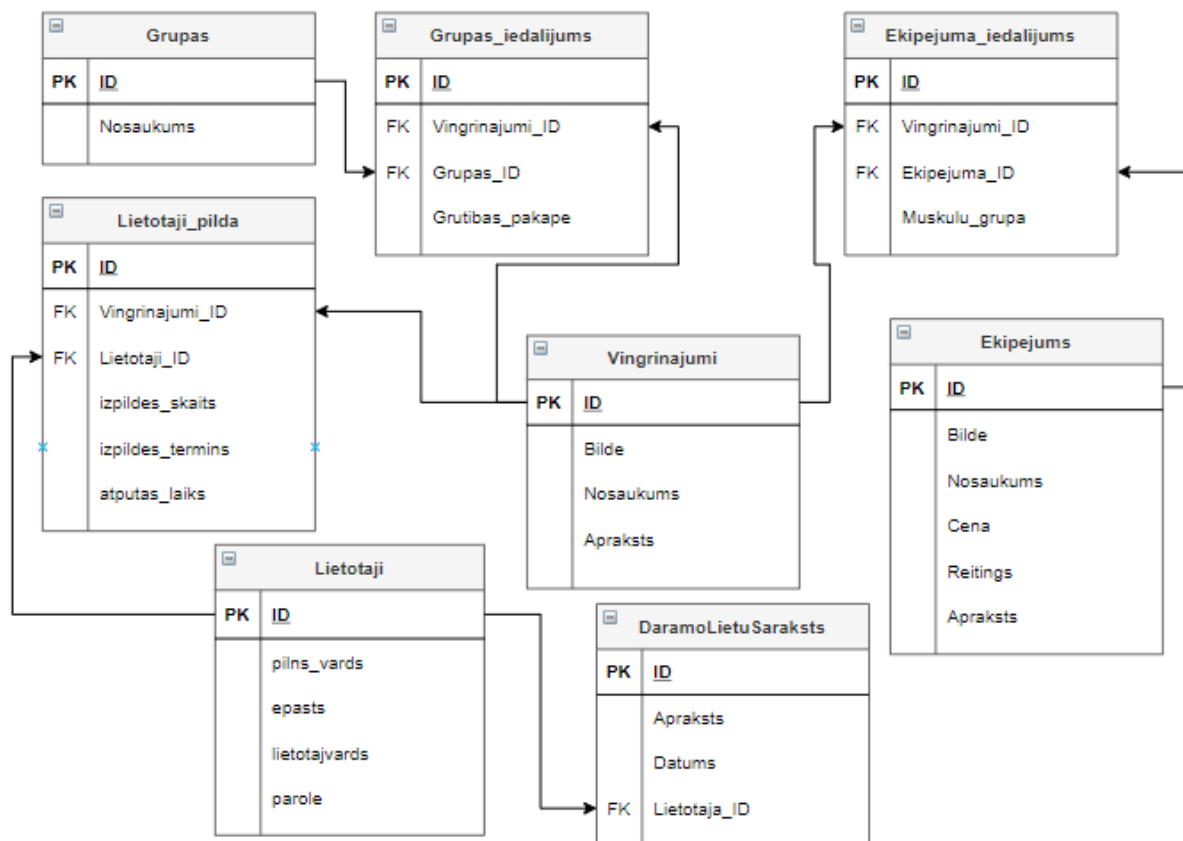 Grupas
PK ID
Nosaukums
Grupas_iedalijums
PK ID
FK Vingrinajumi_ID
FK Grupas_ID
Grutibas_pakape
Ekipejuma_iedalijums
PK ID
FK Vingrinajumi_ID
FK Ekipejuma_ID
Muskulu_grupa
Lietotaji_pilda
PK ID
FK Vingrinajumi_ID
FK Lietotaji_ID
izpildes_skaits
izpildes_termins
atputas_laiks
Vingrinajumi
PK ID
Bilde
Nosaukums
Apraksts
Ekipejums
PK ID
Bilde
Nosaukums
Cena
Reitings
Apraksts
Lietotaji
PK ID
pilns_vards
epasts
lietotajvards
parole
DaramoLietuSaraksts
PK ID
Apraksts
Datums
FK Lietotaja_ID